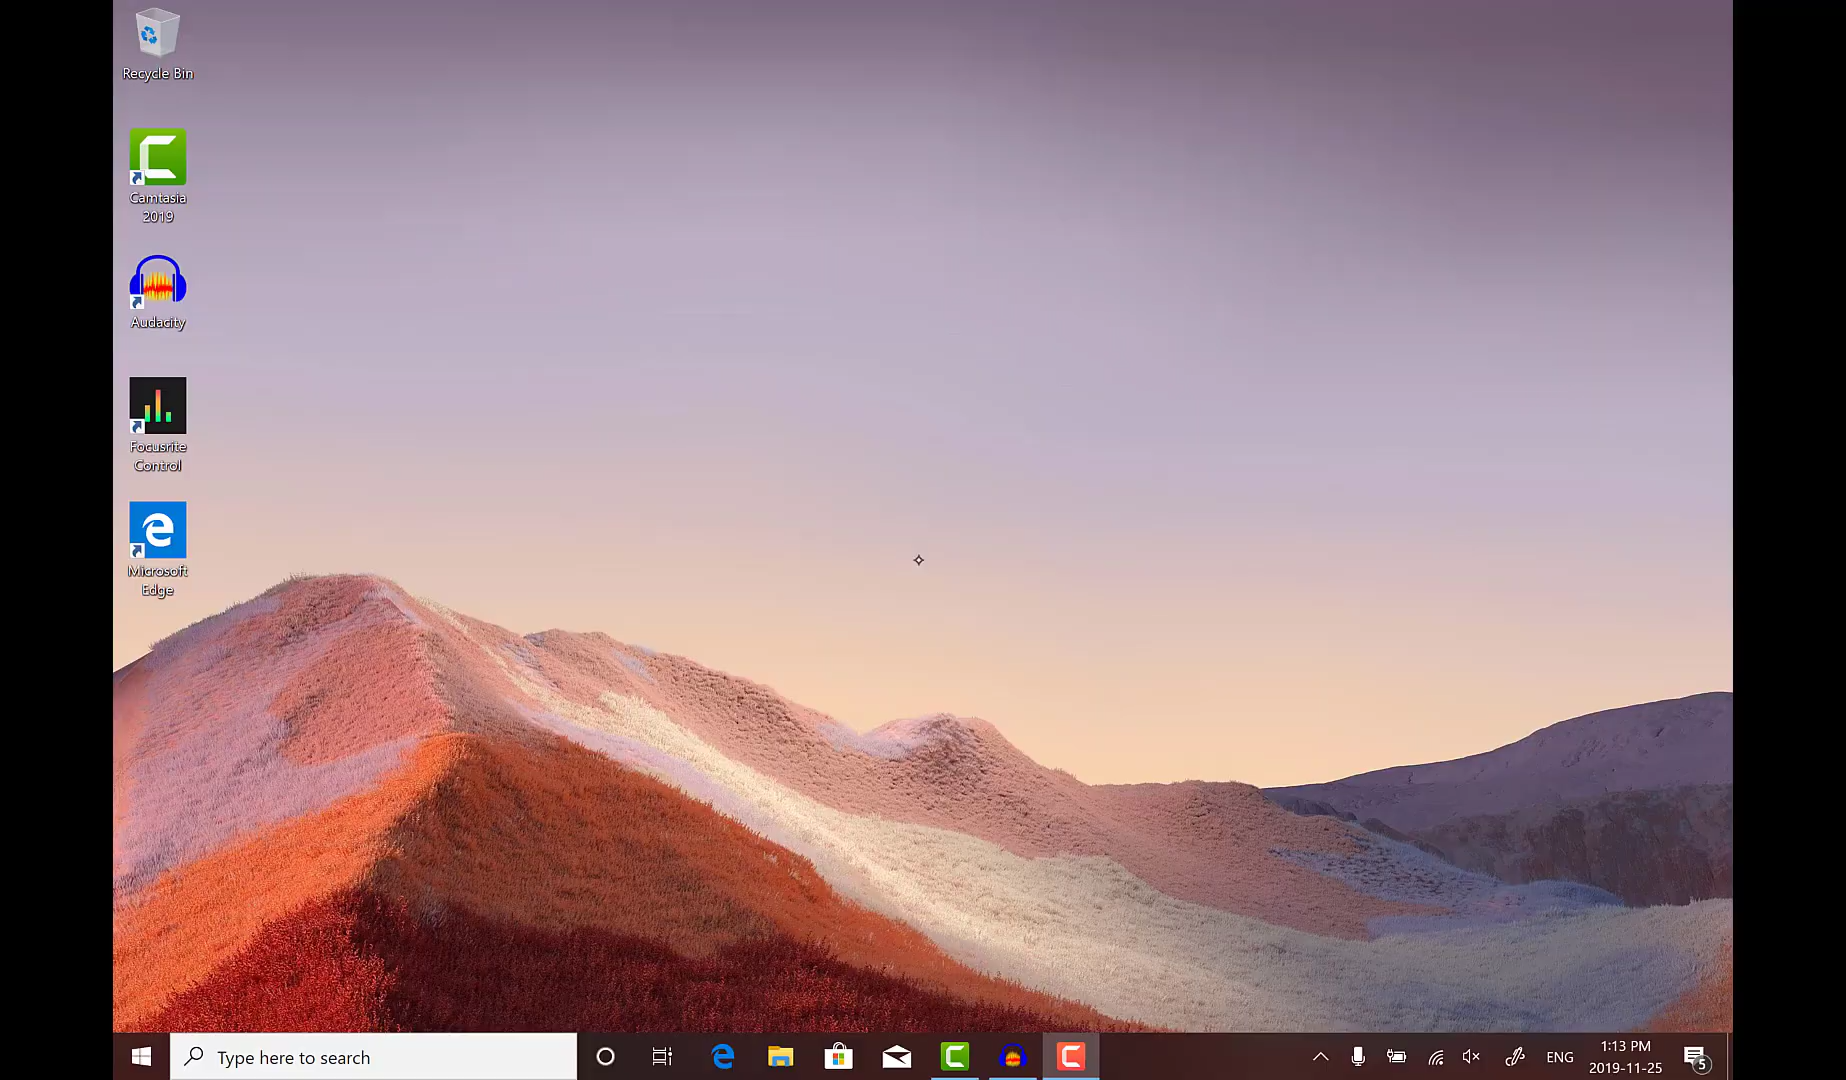 Recycle Bin
Camtasia
2019
Audacity
Focusrite
Control
Microsoft
Edge
Type here to search
ENG
1:13 PM
2019-11-25
5